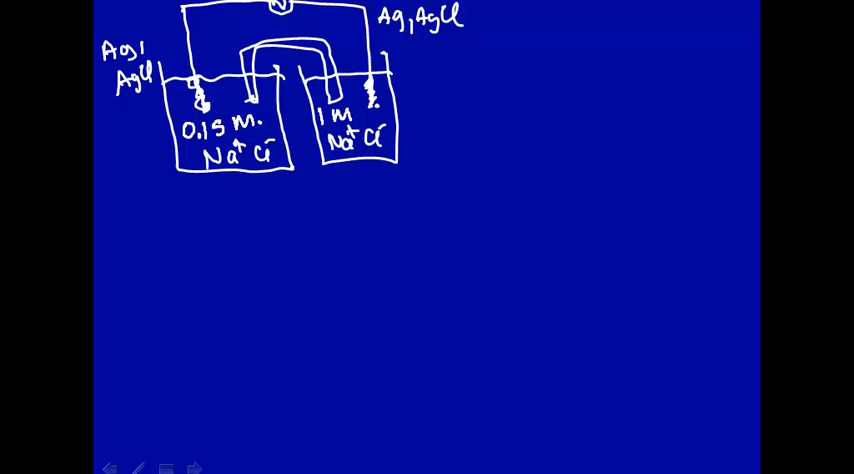 Ag, AgCl
Ag,
AgCl
0.15 M.
Na⁺ Cl⁻
1 M
Na⁺ Cl⁻